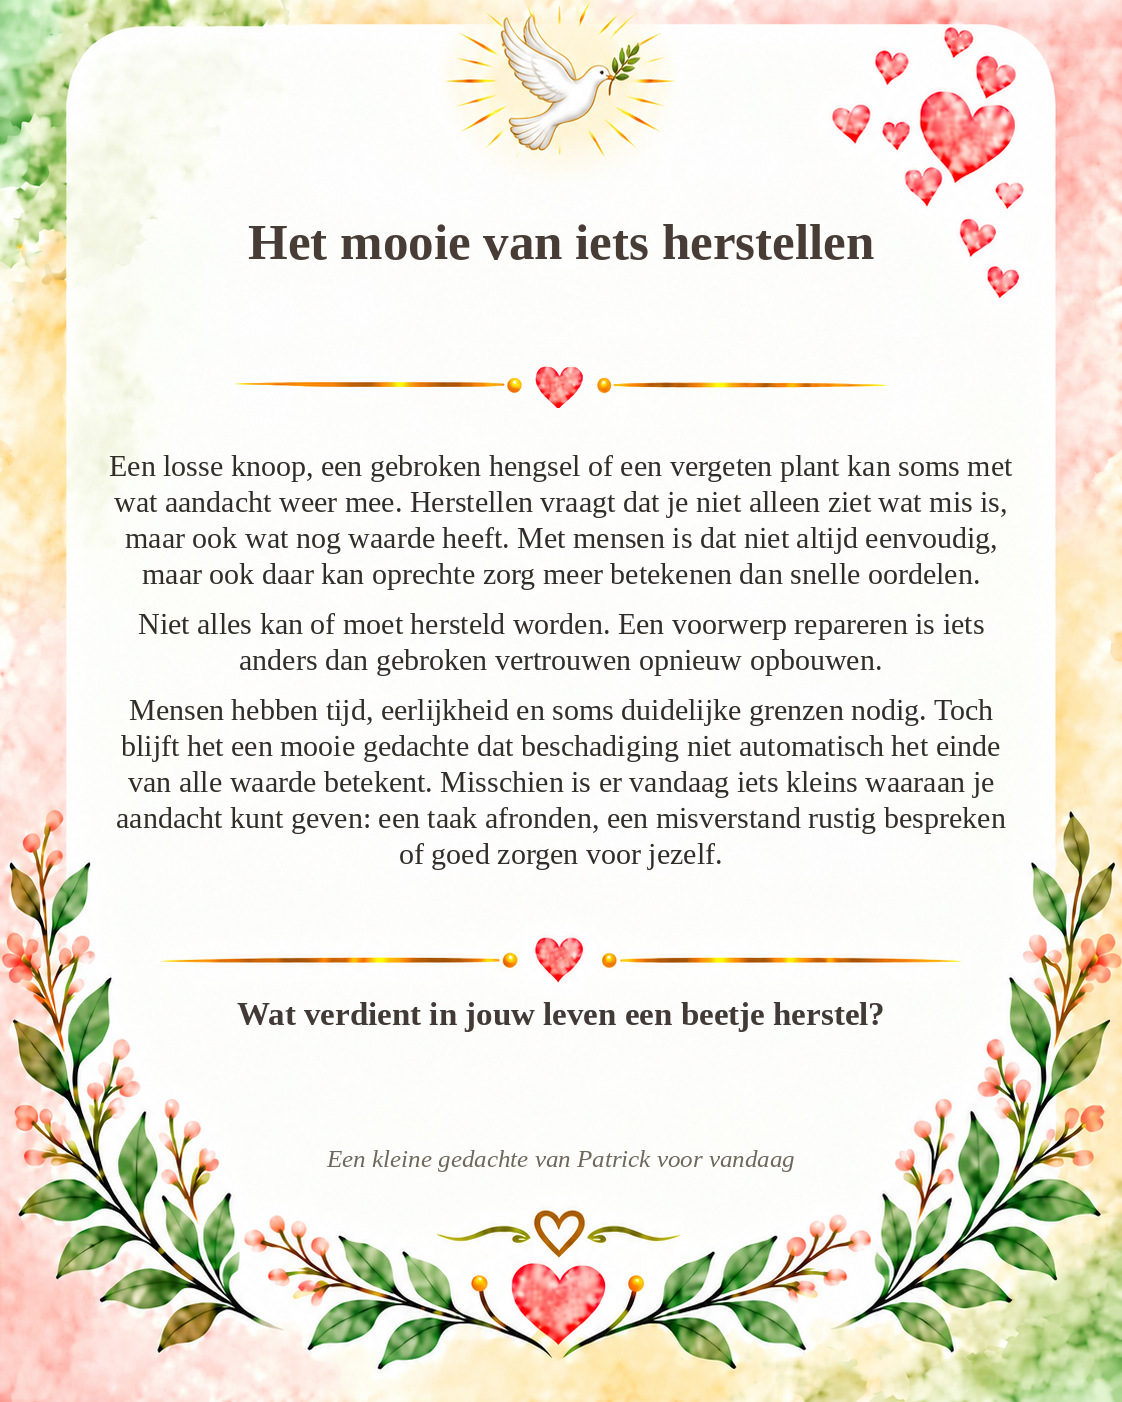 Het mooie van iets herstellen
Een losse knoop, een gebroken hengsel of een vergeten plant kan soms met
wat aandacht weer mee. Herstellen vraagt dat je niet alleen ziet wat mis is,
maar ook wat nog waarde heeft. Met mensen is dat niet altijd eenvoudig,
maar ook daar kan oprechte zorg meer betekenen dan snelle oordelen.
Niet alles kan of moet hersteld worden. Een voorwerp repareren is iets
anders dan gebroken vertrouwen opnieuw opbouwen.
Mensen hebben tijd, eerlijkheid en soms duidelijke grenzen nodig. Toch
blijft het een mooie gedachte dat beschadiging niet automatisch het einde
van alle waarde betekent. Misschien is er vandaag iets kleins waaraan je
aandacht kunt geven: een taak afronden, een misverstand rustig bespreken
of goed zorgen voor jezelf.
Wat verdient in jouw leven een beetje herstel?
Een kleine gedachte van Patrick voor vandaag